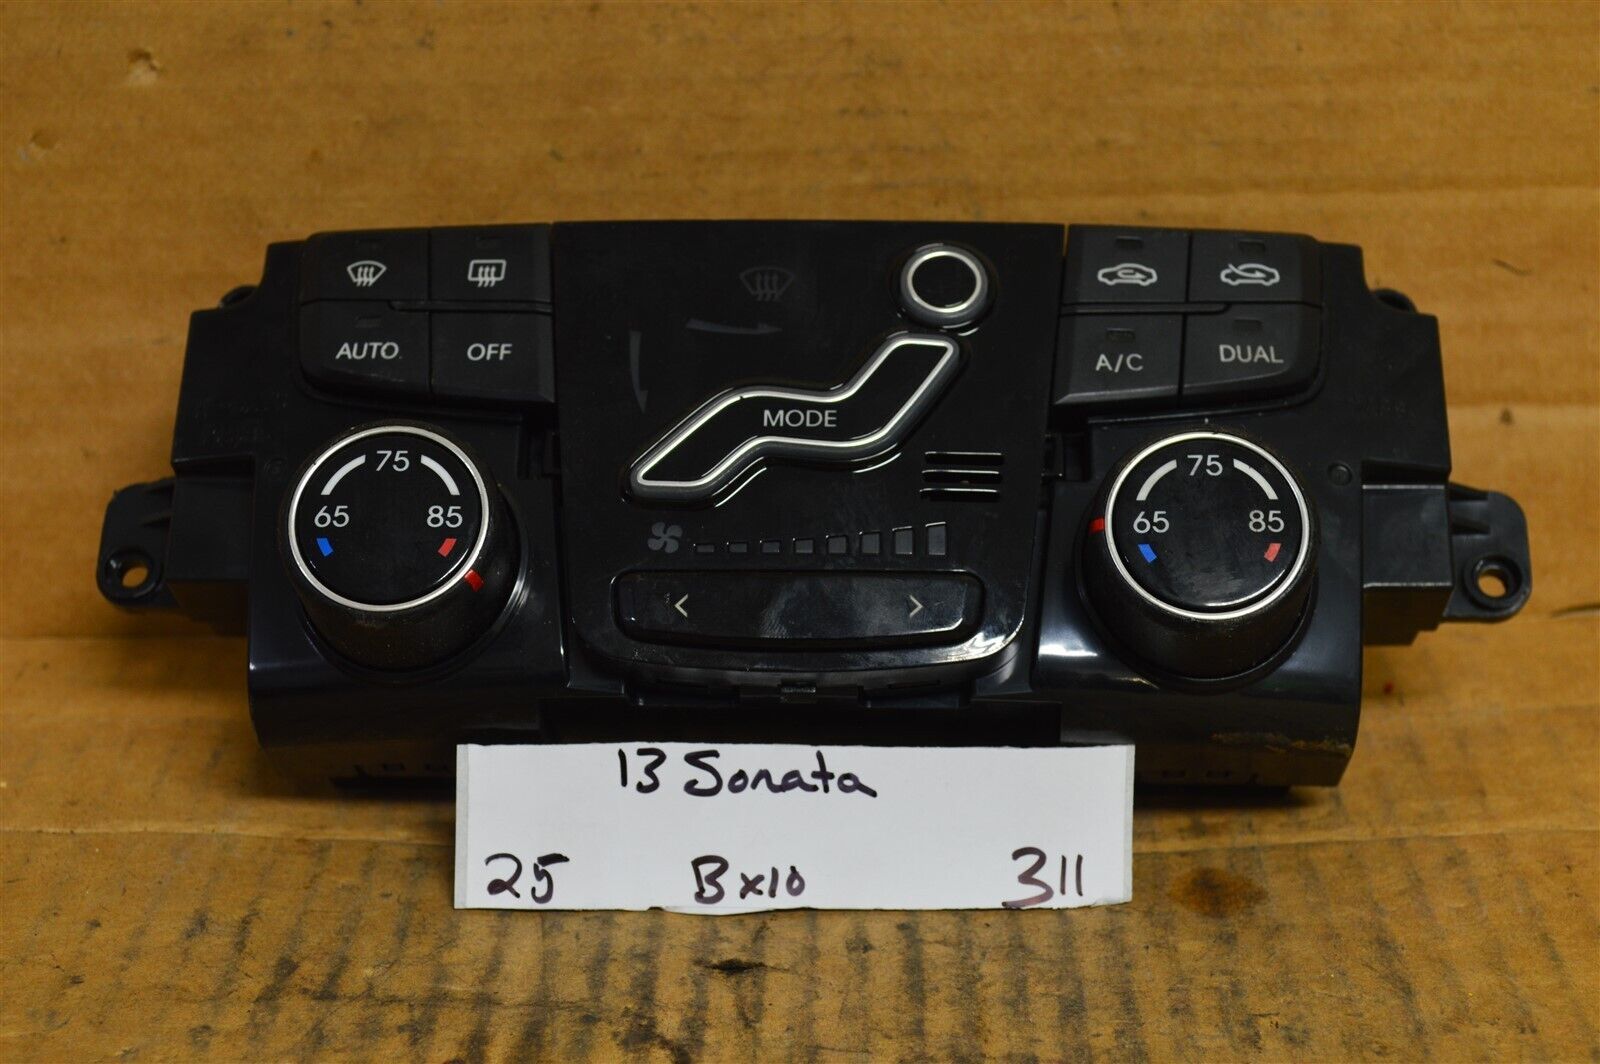 AUTO OFF
A/C DUAL
MODE
75
65 85
75
65 85
< >
13 Sonata
25 Bx10 311